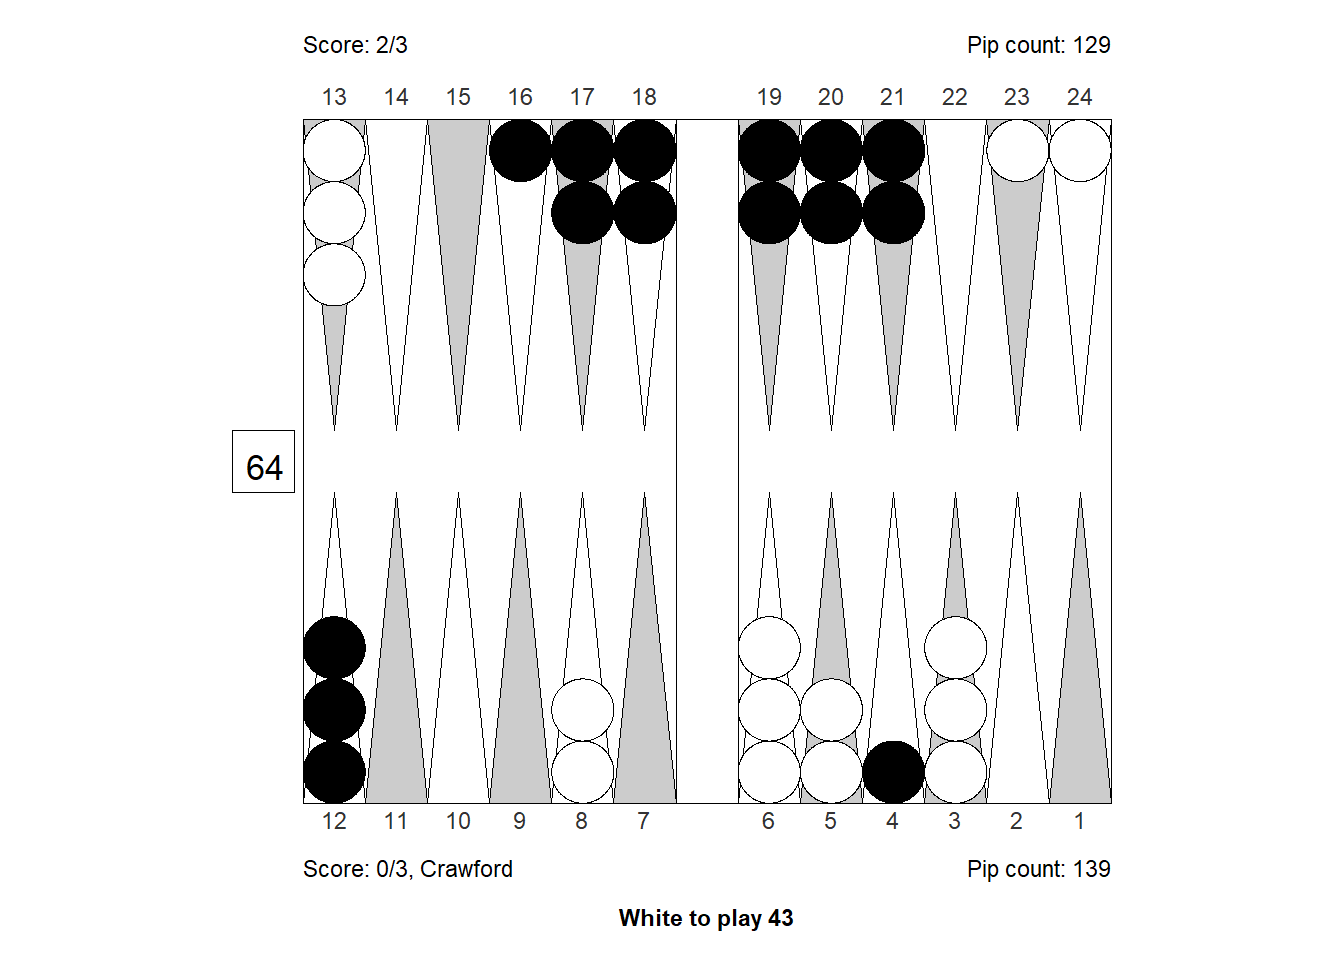 Score: 2/3 Pip count: 129
13 14 15 16 17 18 19 20 21 22 23 24
64
12 11 10 9 8 7 6 5 4 3 2 1
Score: 0/3, Crawford Pip count: 139
White to play 43